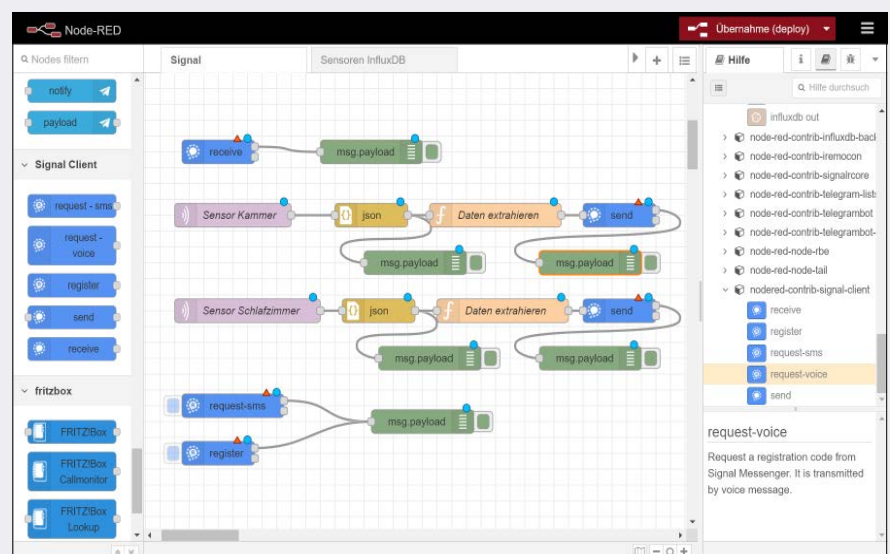 Node-RED
Übernahme (deploy)
Nodes filtern
notify
payload
Signal Client
request - sms
request -
voice
register
send
receive
fritzbox
FRITZ!Box
FRITZ!Box
Callmonitor
FRITZ!Box
Lookup
Signal
Sensoren InfluxDB
receive
msg.payload
Sensor Kammer
json
Daten extrahieren
send
msg.payload
msg.payload
Sensor Schlafzimmer
json
Daten extrahieren
send
msg.payload
msg.payload
request-sms
msg.payload
register
Hilfe
Hilfe durchsuch
influxdb out
node-red-contrib-influxdb-back
node-red-contrib-iremocon
node-red-contrib-signalrcore
node-red-contrib-telegram-lists
node-red-contrib-telegrambot
node-red-contrib-telegrambot-
node-red-node-rbe
node-red-node-tail
nodered-contrib-signal-client
receive
register
request-sms
request-voice
send
request-voice
Request a registration code from
Signal Messenger. It is transmitted
by voice message.